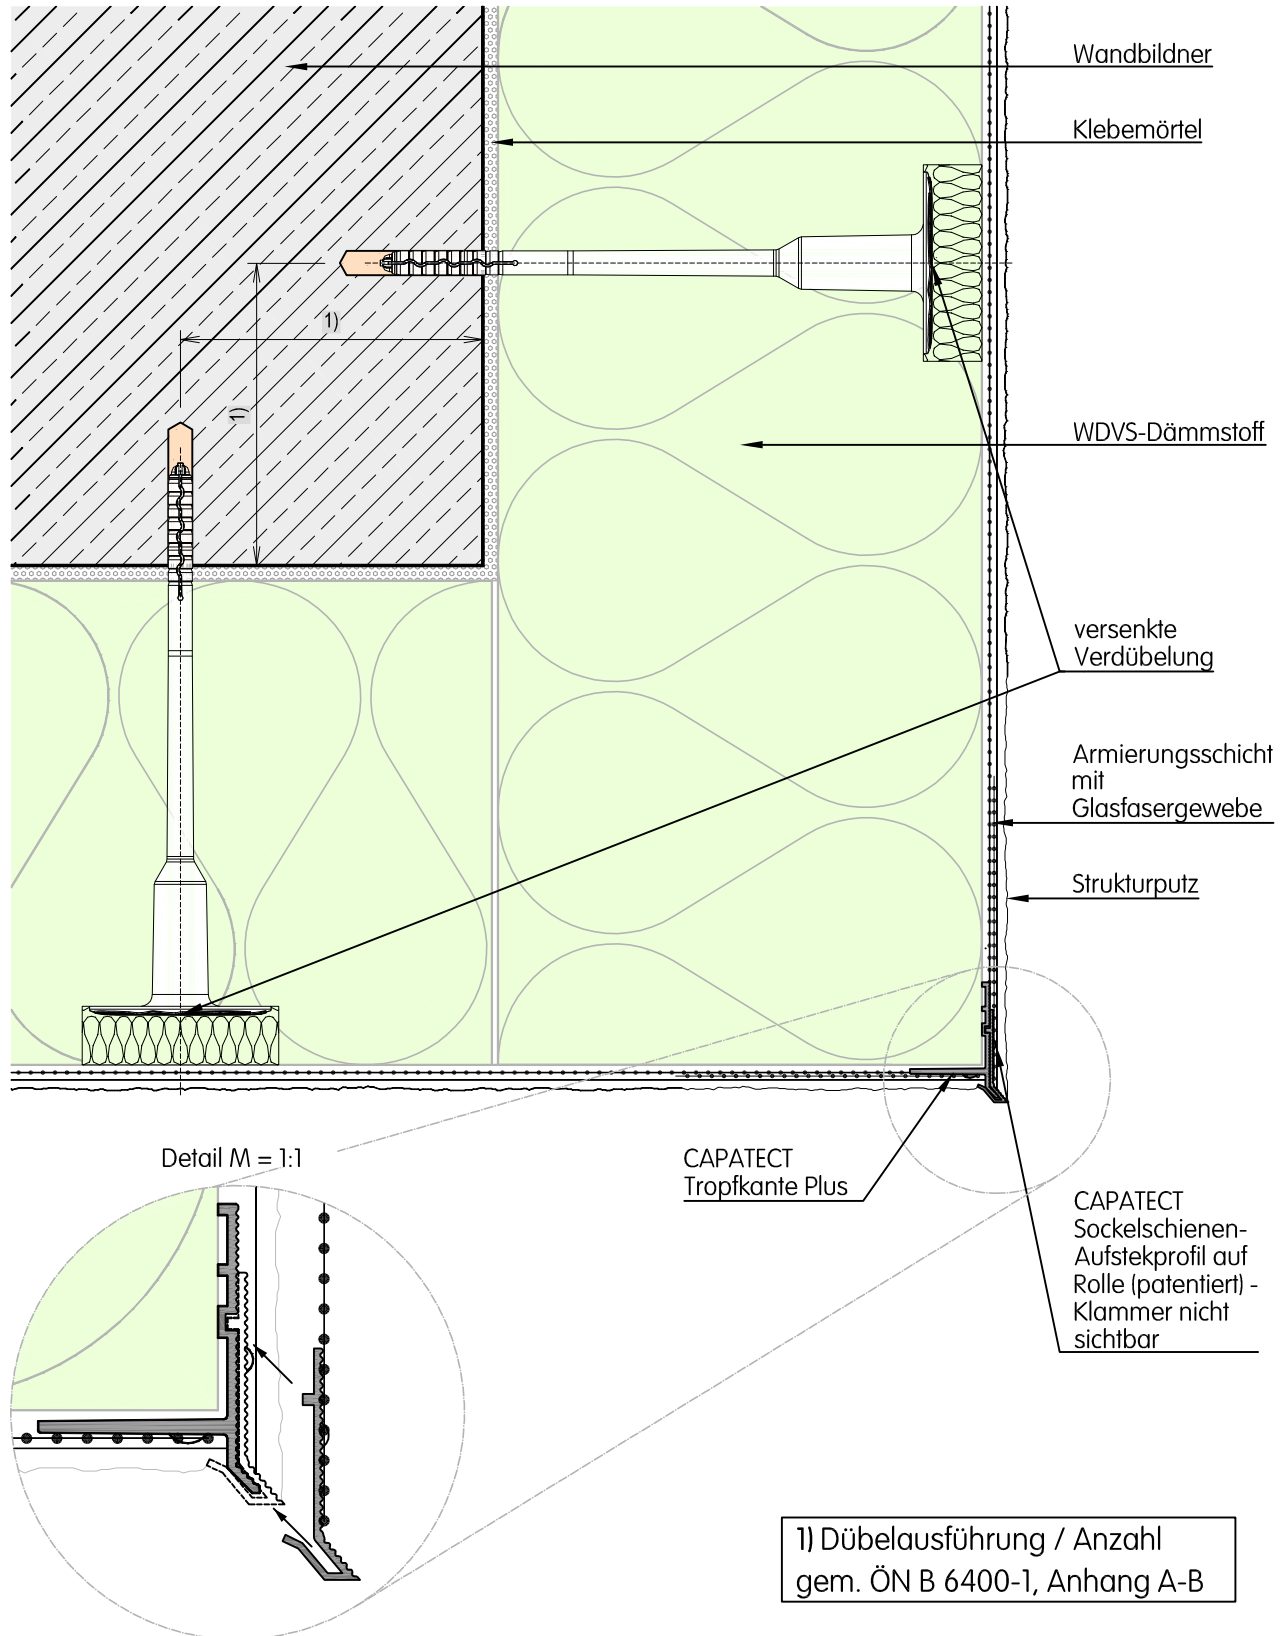 Wandbildner
Klebemörtel
1)
1)
WDVS-Dämmstoff
versenkte
Verdübelung
Armierungsschicht
mit
Glasfasergewebe
Strukturputz
Detail M = 1:1
CAPATECT
Tropfkante Plus
CAPATECT
Sockelschienen-
Aufstekprofil auf
Rolle (patentiert) -
Klammer nicht
sichtbar
1) Dübelausführung / Anzahl
gem. ÖN B 6400-1, Anhang A-B